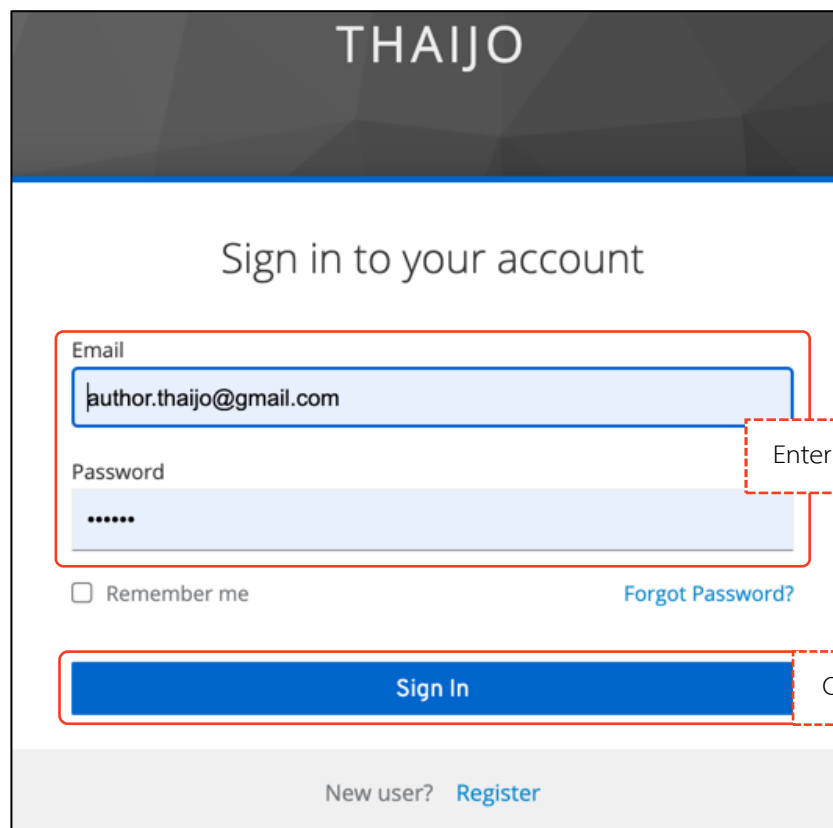 THAIJO
Sign in to your account
Email
author.thaijo@gmail.com
Enter
Password
••••••
Remember me
Forgot Password?
Sign In
New user? Register